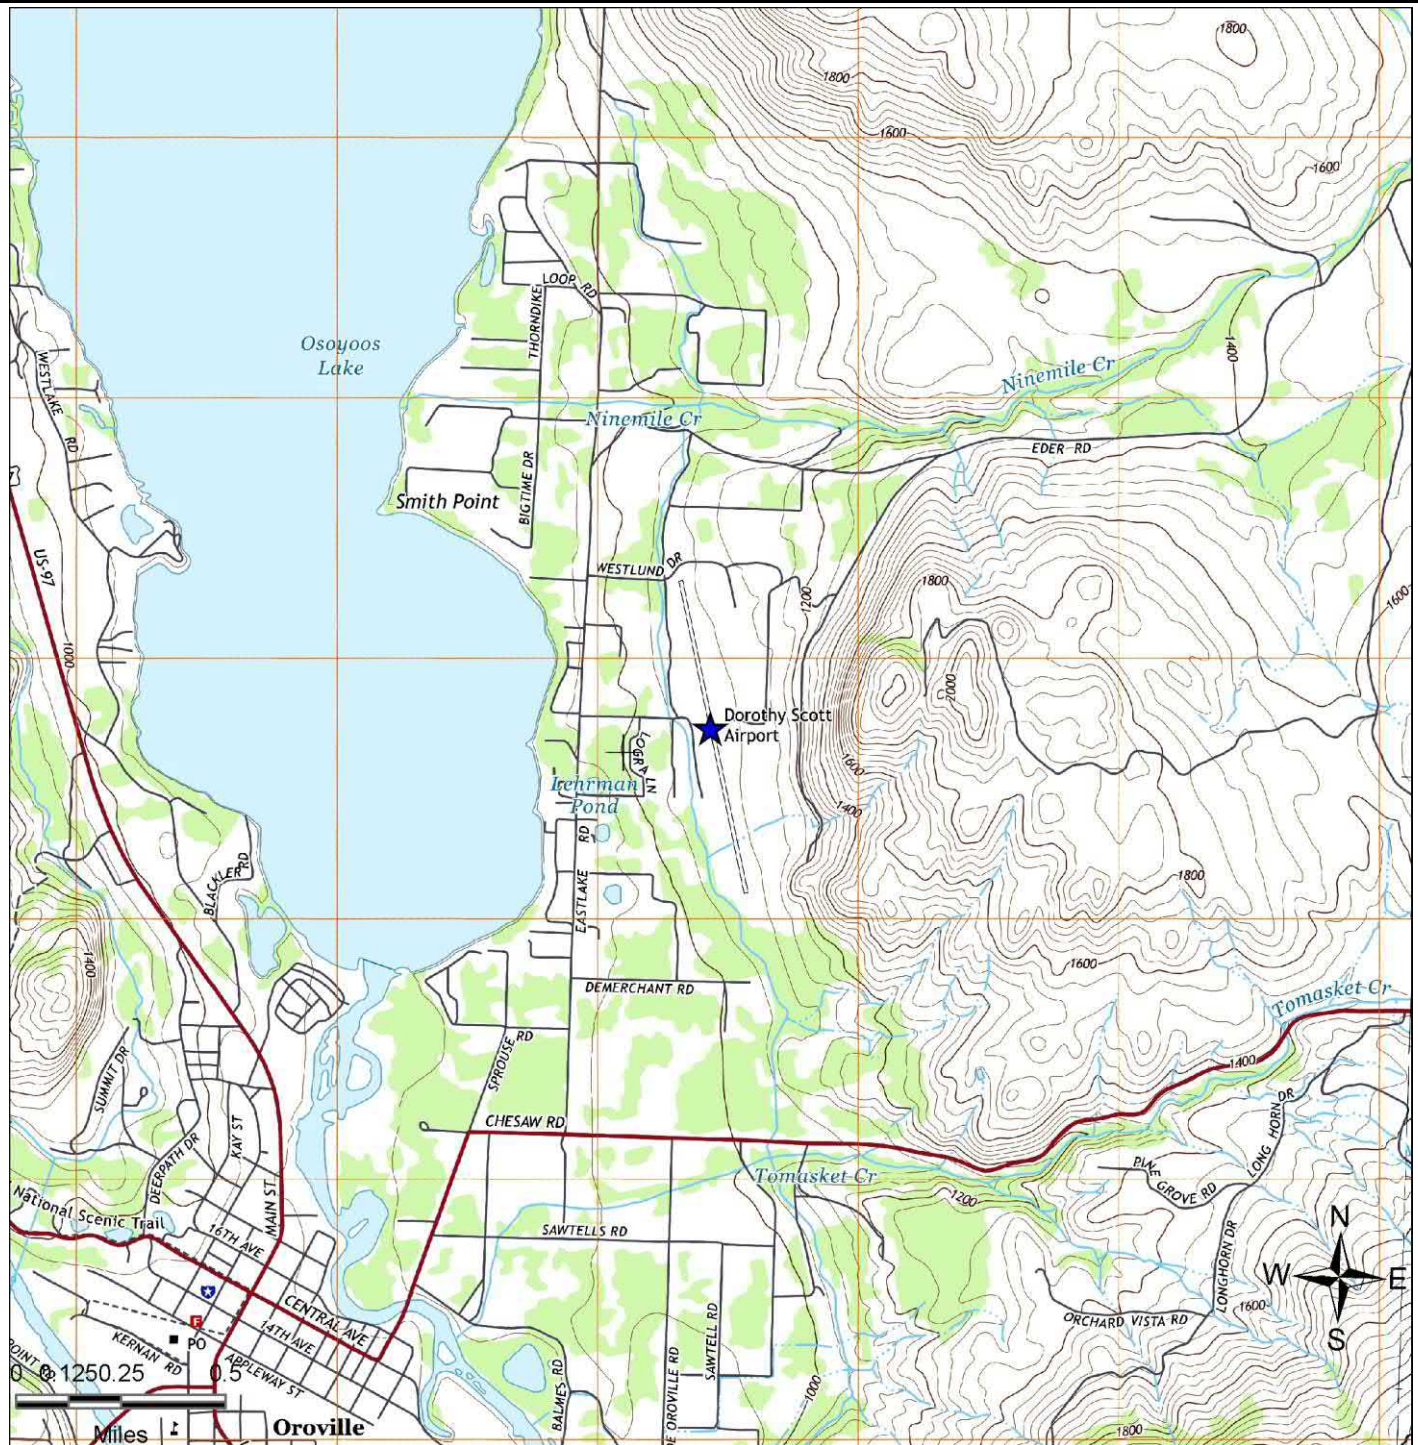 1800
1800
1600
1600
LOOP RD
THORNDIKE
Osoyoos
Lake
1400
WESTLAKE
RD
Ninemile Cr
Ninemile Cr
EDER RD
BIGTIME DR
Smith Point
US-97
WESTLUND DR
1800
1200
1600
1000
2000
Dorothy Scott
Airport
LN
1600
Lehrman
Pond
1400
RD
EASTLAKE
BLACKLER RD
1800
1400
1600
DEMERCHANT RD
Tomasket Cr
SPROUSE RD
SUMMIT DR
1400
CHESAW RD
KAY ST
DEERPATH DR
LONG HORN DR
Tomasket Cr
PINE GROVE RD
1200
National Scenic Trail
MAIN ST
16TH AVE
SAWTELLS RD
N
W
E
S
LONGHORN DR
1600
CENTRAL AVE
14TH AVE
F
PO
KERNAN RD
APPLEWAY ST
ORCHARD VISTA RD
SAWTELL RD
OROVILLE RD
BALMES RD
1000
0 0.1250.25 0.5
Miles
Oroville
1800